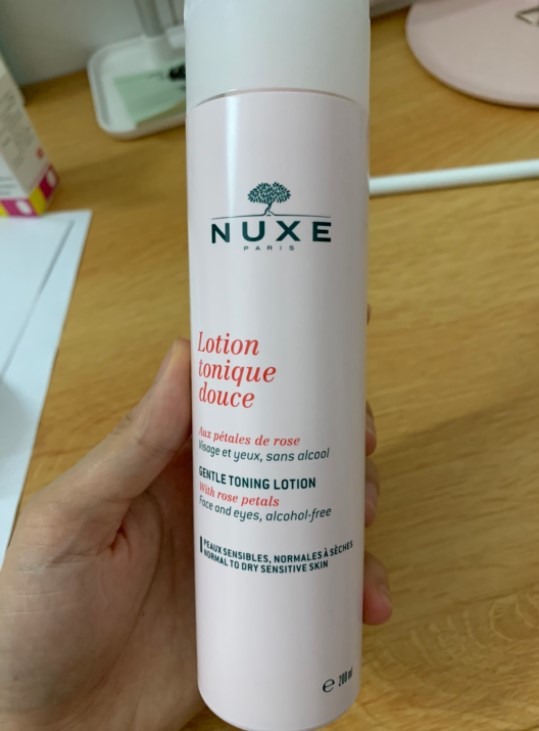 NUXE
PARIS
Lotion
tonique
douce
Aux pétales de rose
Visage et yeux, sans alcool
GENTLE TONING LOTION
With rose petals
Face and eyes, alcohol-free
PEAUX SENSIBLES, NORMALES À SÈCHES
NORMAL TO DRY SENSITIVE SKIN
℮ 200 ml